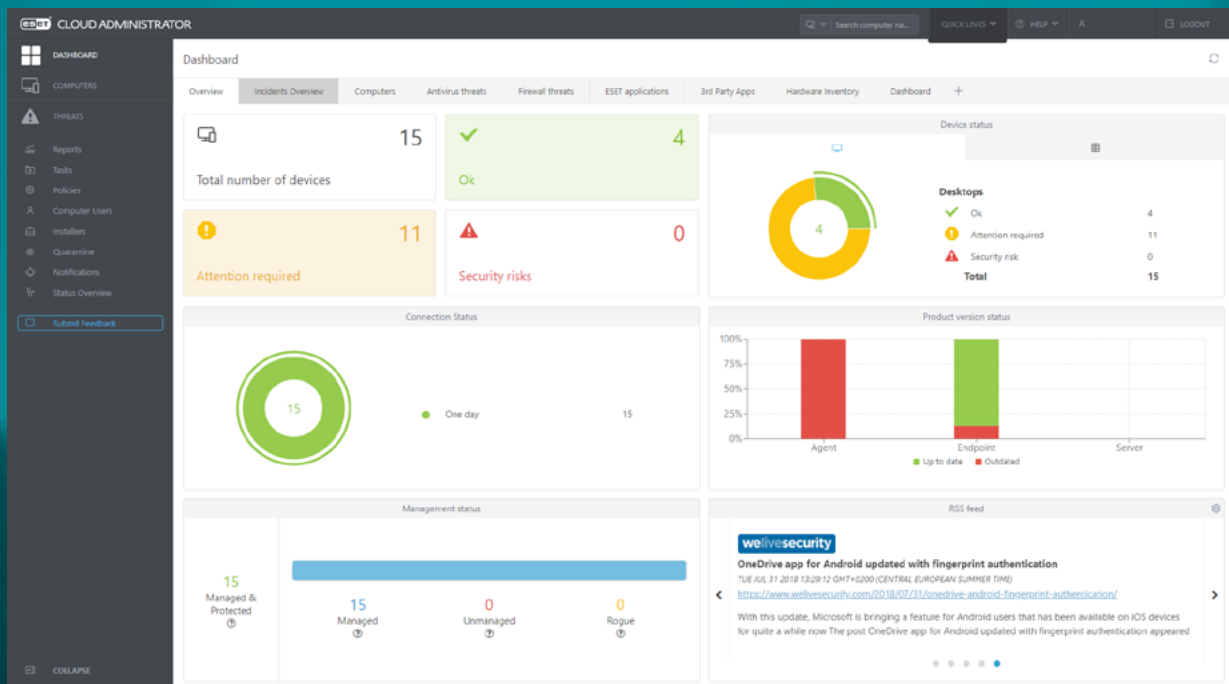 eset CLOUD ADMINISTRATOR
Search computer na...
QUICK LINKS
HELP
LOGOUT
DASHBOARD
COMPUTERS
THREATS
Reports
Tasks
Policies
Computer Users
Installers
Quarantine
Notifications
Status Overview
Submit Feedback
COLLAPSE
Dashboard
Overview Incidents Overview Computers Antivirus threats Firewall threats ESET applications 3rd Party Apps Hardware Inventory Dashboard +
15
Total number of devices
4
Ok
11
Attention required
0
Security risks
Device status
4
Desktops
Ok 4
Attention required 11
Security risk 0
Total 15
Connection Status
15
One day 15
Product version status
100%
75%
50%
25%
0%
Agent Endpoint Server
Up to date Outdated
Management status
15
Managed &
Protected
15
Managed
0
Unmanaged
0
Rogue
RSS feed
welivesecurity
OneDrive app for Android updated with fingerprint authentication
TUE JUL 31 2018 13:29:12 GMT+0200 (CENTRAL EUROPEAN SUMMER TIME)
https://www.welivesecurity.com/2018/07/31/onedrive-android-fingerprint-authentication/
With this update, Microsoft is bringing a feature for Android users that has been available on iOS devices
for quite a while now The post OneDrive app for Android updated with fingerprint authentication appeared